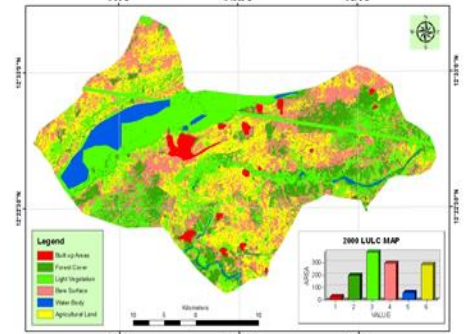 Legend
Built up Areas
Forest Cover
Light Vegetation
Bare Surface
Water Body
Agricultural Land
Kilometers
10 5 0 10
2000 LULC MAP
AREA
300
200
100
0
1 2 3 4 5 6
VALUE